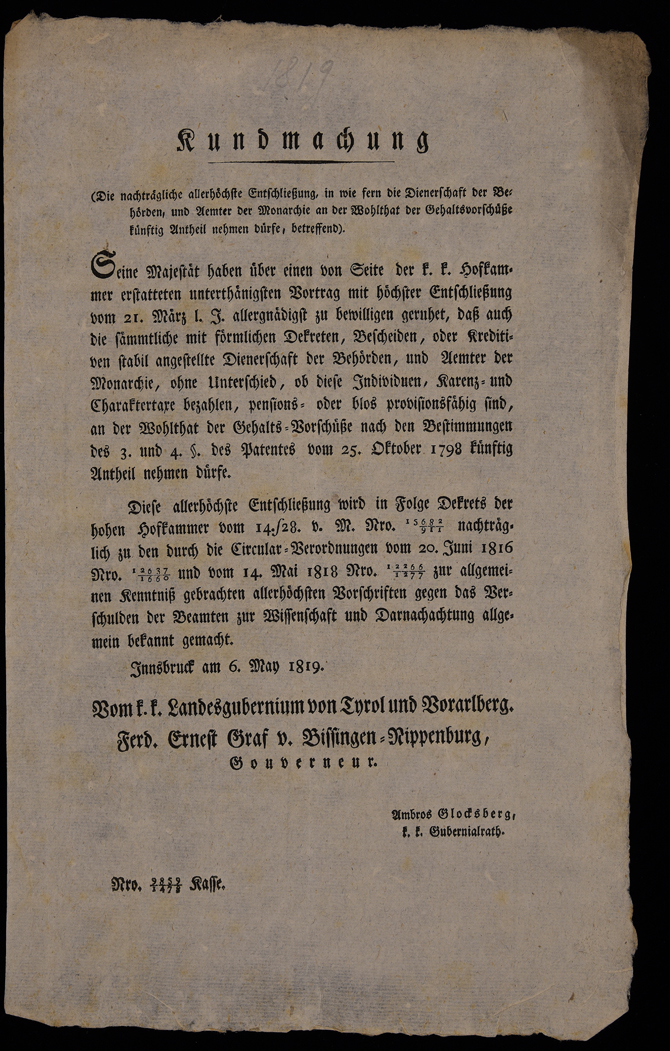 1819
Kundmachung
(Die nachträgliche allerhöchste Entschließung, in wie fern die Dienerschaft der Be-
hörden, und Aemter der Monarchie an der Wohlthat der Gehaltsvorschüße
künftig Antheil nehmen dürfe, betreffend).
Seine Majestät haben über einen von Seite der k. k. Hofkam-
mer erstatteten unterthänigsten Vortrag mit höchster Entschließung
vom 21. März l. J. allergnädigst zu bewilligen geruhet, daß auch
die sämmtliche mit förmlichen Dekreten, Bescheiden, oder Krediti-
ven stabil angestellte Dienerschaft der Behörden, und Aemter der
Monarchie, ohne Unterschied, ob diese Individuen, Karenz- und
Charaktertaxe bezahlen, pensions- oder blos provisionsfähig sind,
an der Wohlthat der Gehalts-Vorschüße nach den Bestimmungen
des 3. und 4. §. des Patentes vom 25. Oktober 1798 künftig
Antheil nehmen dürfe.
Diese allerhöchste Entschließung wird in Folge Dekrets der
hohen Hofkammer vom 14./28. v. M. Nro. 15682/911 nachträg-
lich zu den durch die Circular-Verordnungen vom 20. Juni 1816
Nro. 12637/1660 und vom 14. Mai 1818 Nro. 12266/1277 zur allgemei-
nen Kenntniß gebrachten allerhöchsten Vorschriften gegen das Ver-
schulden der Beamten zur Wissenschaft und Darnachachtung allge-
mein bekannt gemacht.
Innsbruck am 6. May 1819.
Vom k. k. Landesgubernium von Tyrol und Vorarlberg.
Ferd. Ernest Graf v. Bissingen-Nippenburg,
Gouverneur.
Ambros Glocksberg,
k. k. Gubernialrath.
Nro. Kasse.